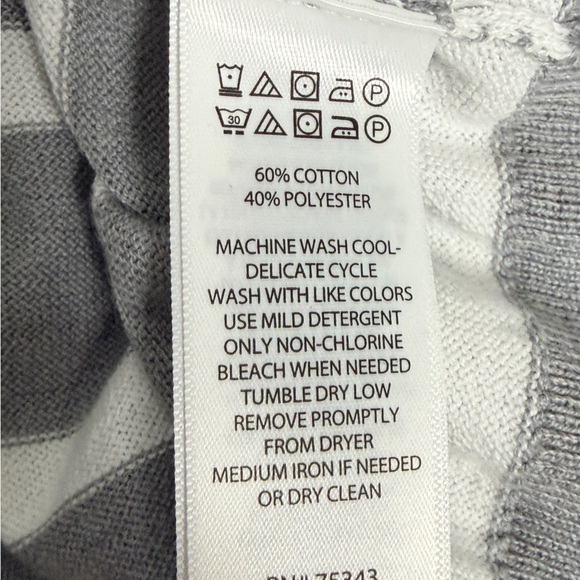 P
30 P
60% COTTON
40% POLYESTER
MACHINE WASH COOL-
DELICATE CYCLE
WASH WITH LIKE COLORS
USE MILD DETERGENT
ONLY NON-CHLORINE
BLEACH WHEN NEEDED
TUMBLE DRY LOW
REMOVE PROMPTLY
FROM DRYER
MEDIUM IRON IF NEEDED
OR DRY CLEAN